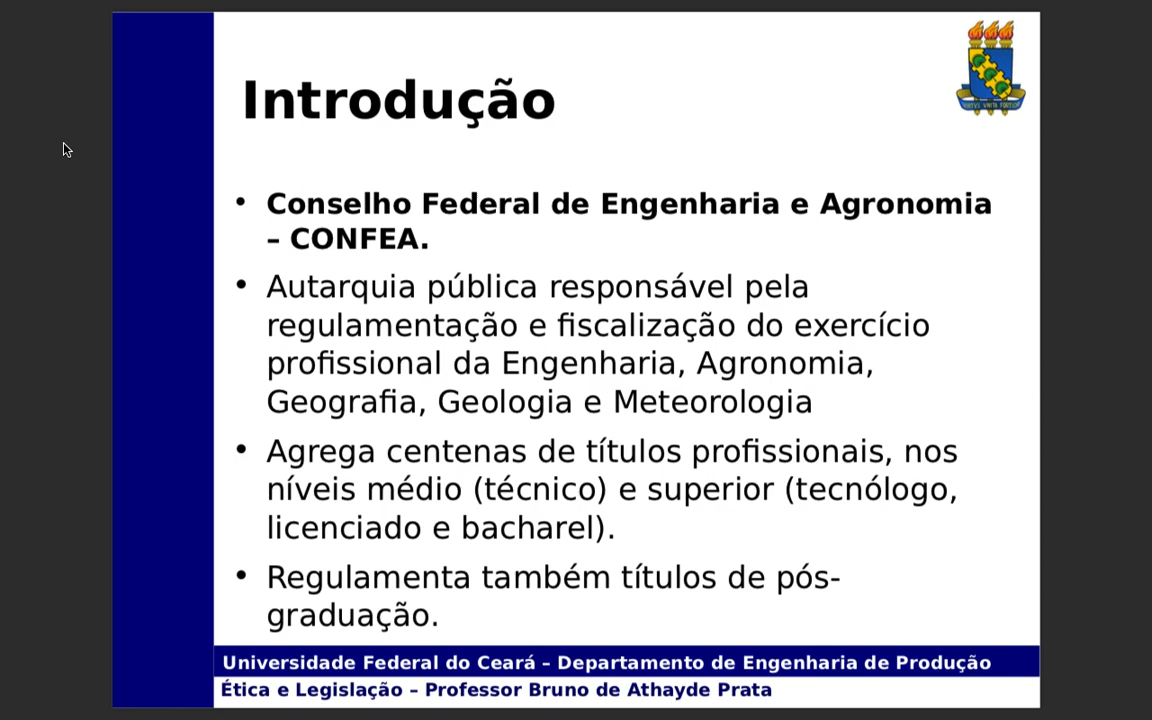 Introdução
• Conselho Federal de Engenharia e Agronomia
– CONFEA.
• Autarquia pública responsável pela
regulamentação e fiscalização do exercício
profissional da Engenharia, Agronomia,
Geografia, Geologia e Meteorologia
• Agrega centenas de títulos profissionais, nos
níveis médio (técnico) e superior (tecnólogo,
licenciado e bacharel).
• Regulamenta também títulos de pós-
graduação.
Universidade Federal do Ceará – Departamento de Engenharia de Produção
Ética e Legislação – Professor Bruno de Athayde Prata